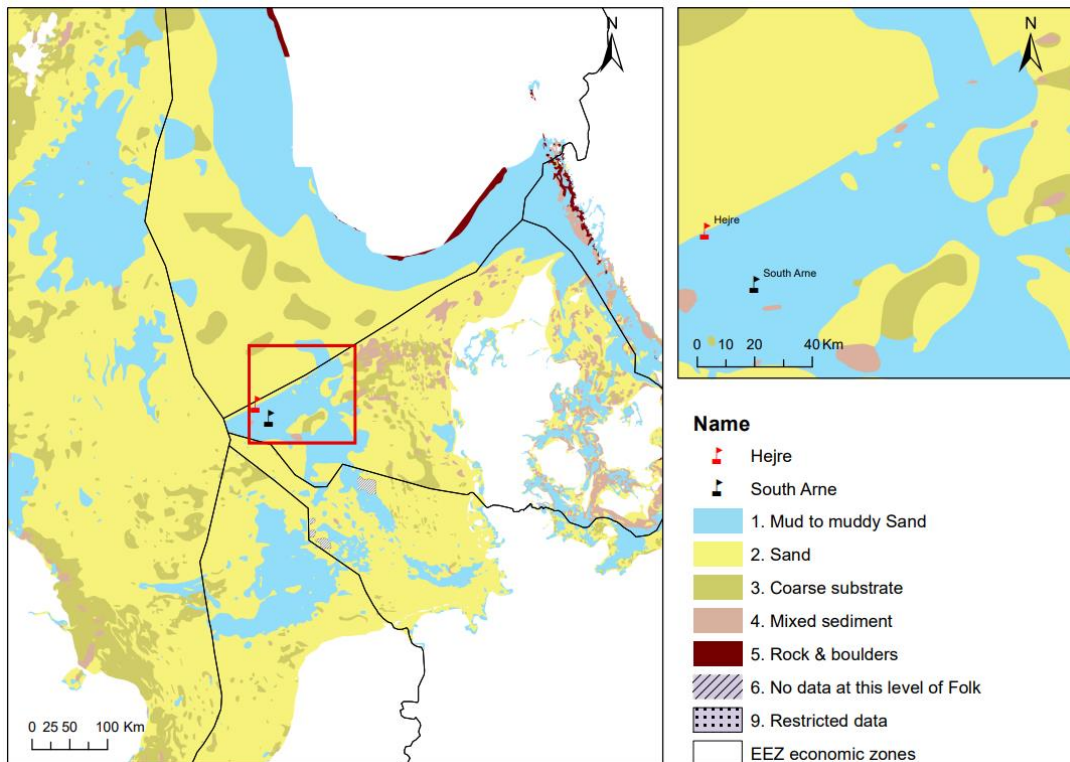 N
0 25 50 100 Km
N
Hejre
South Arne
0 20 40 Km
Name
Hejre
South Arne
1. Mud to muddy Sand
2. Sand
3. Coarse substrate
4. Mixed sediment
5. Rock & boulders
6. No data at this level of Folk
9. Restricted data
EEZ economic zones